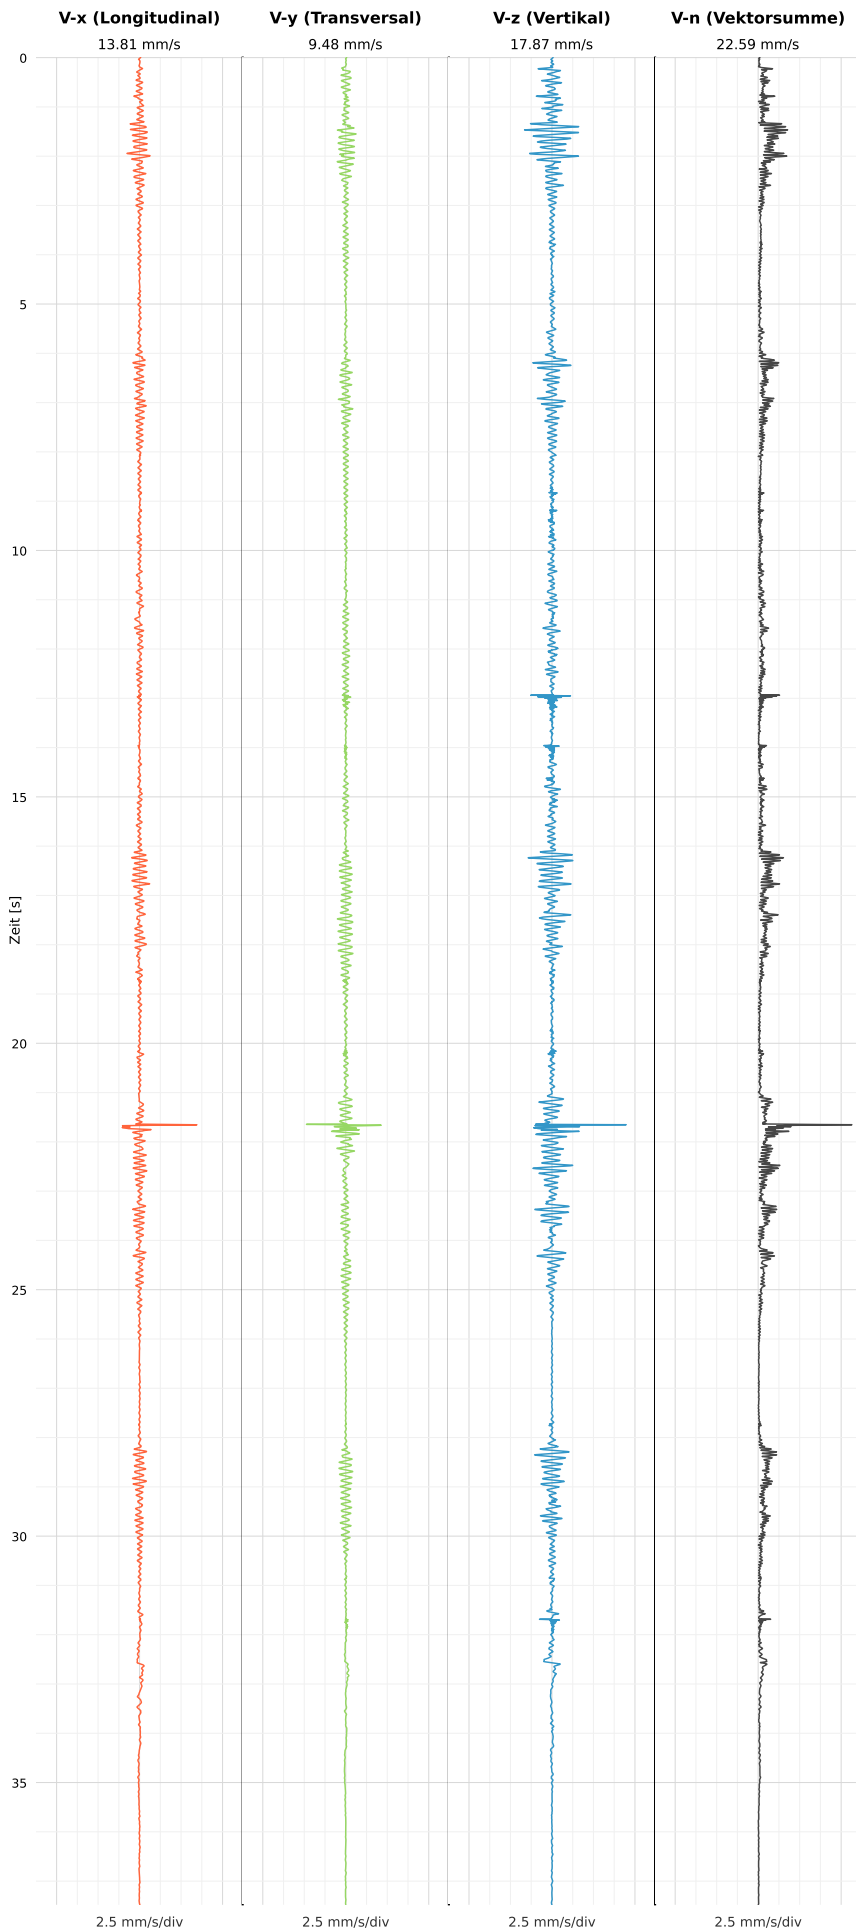 V-x (Longitudinal) V-y (Transversal) V-z (Vertikal) V-n (Vektorsumme)
13.81 mm/s 9.48 mm/s 17.87 mm/s 22.59 mm/s
0
5
10
15
Zeit [s]
20
25
30
35
2.5 mm/s/div 2.5 mm/s/div 2.5 mm/s/div 2.5 mm/s/div